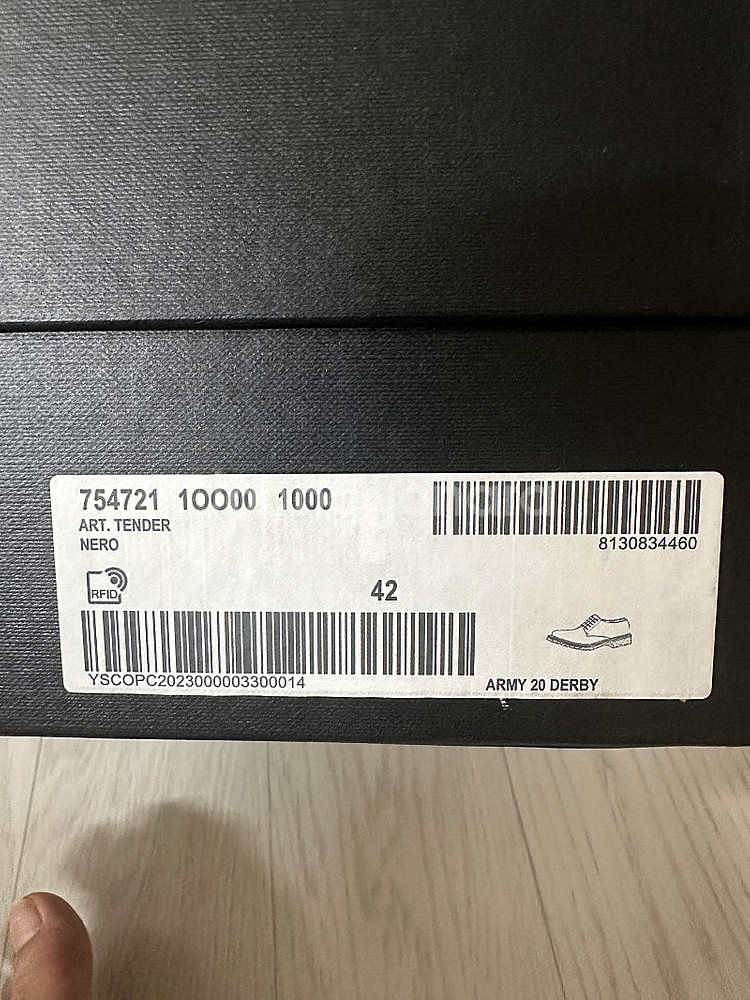 754721 1OO00 1000
ART. TENDER
NERO
8130834460
RFID
42
YSCOPC2023000003300014
ARMY 20 DERBY